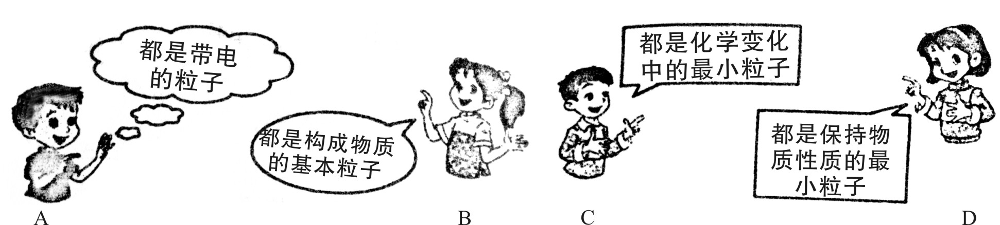 都是带电
的粒子
A
都是构成物质
的基本粒子
B
都是化学变化
中的最小粒子
C
都是保持物
质性质的最
小粒子
D